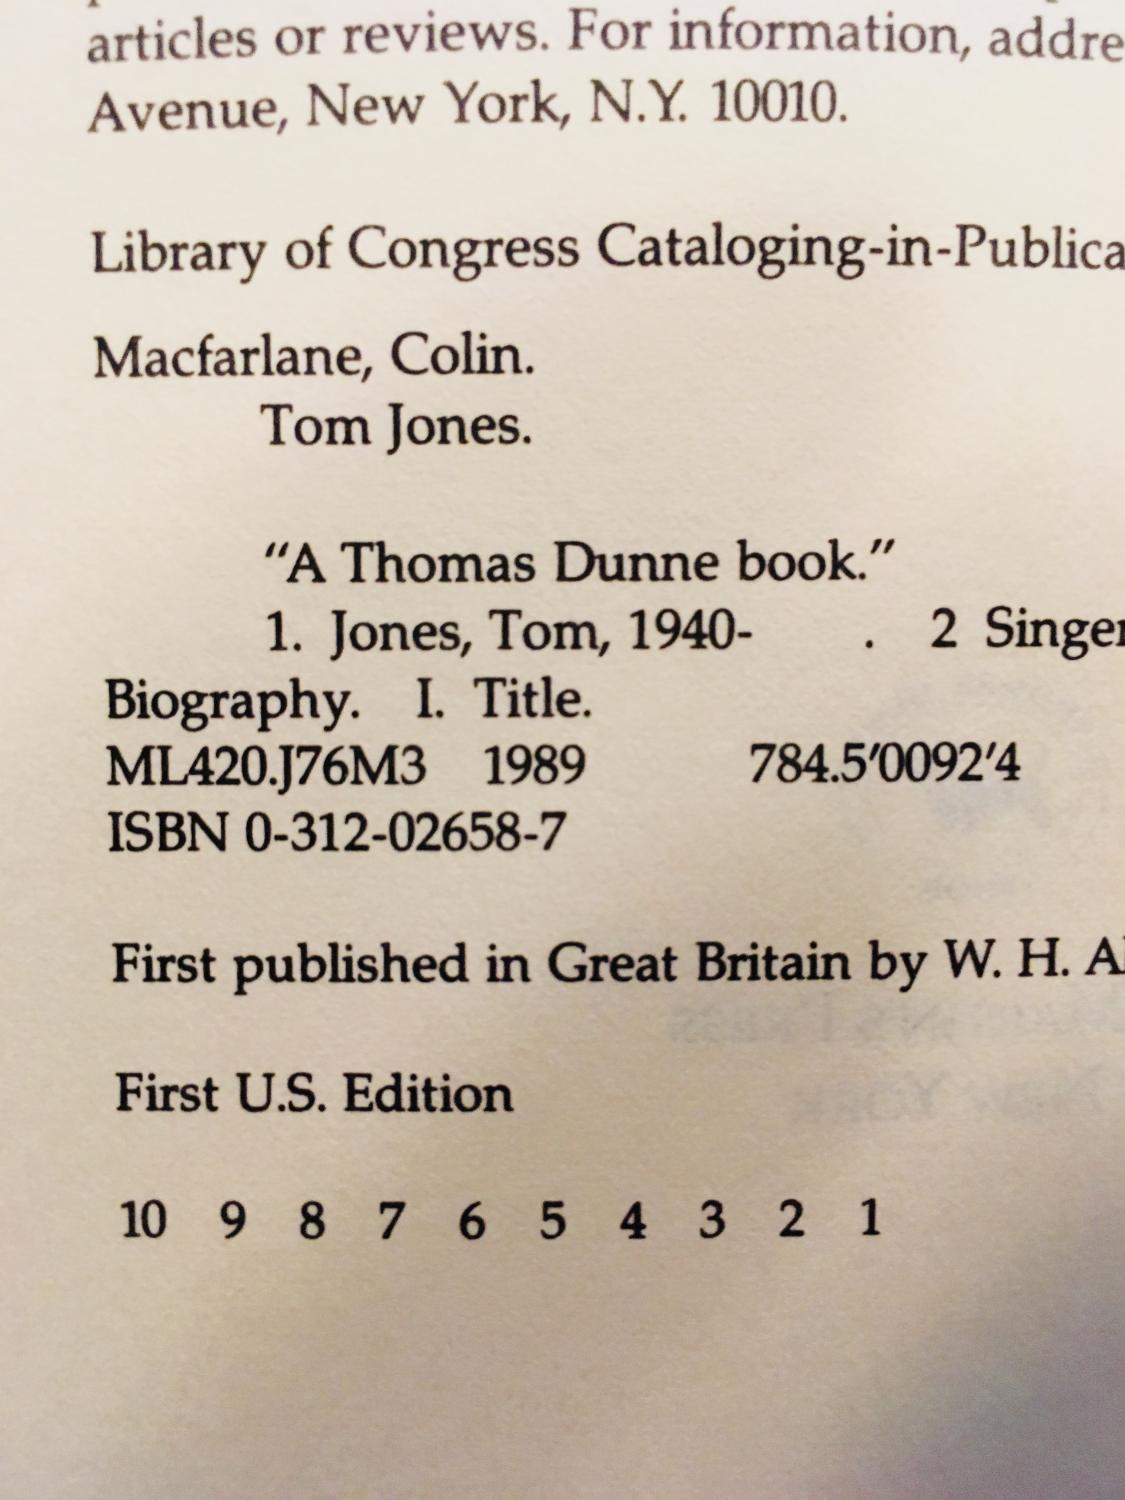 articles or reviews. For information, addre
Avenue, New York, N.Y. 10010.
Library of Congress Cataloging-in-Publica
Macfarlane, Colin.
Tom Jones.
"A Thomas Dunne book."
1. Jones, Tom, 1940- . 2 Singer
Biography. I. Title.
ML420.J76M3 1989 784.5'0092'4
ISBN 0-312-02658-7
First published in Great Britain by W. H. Al
First U.S. Edition
10 9 8 7 6 5 4 3 2 1